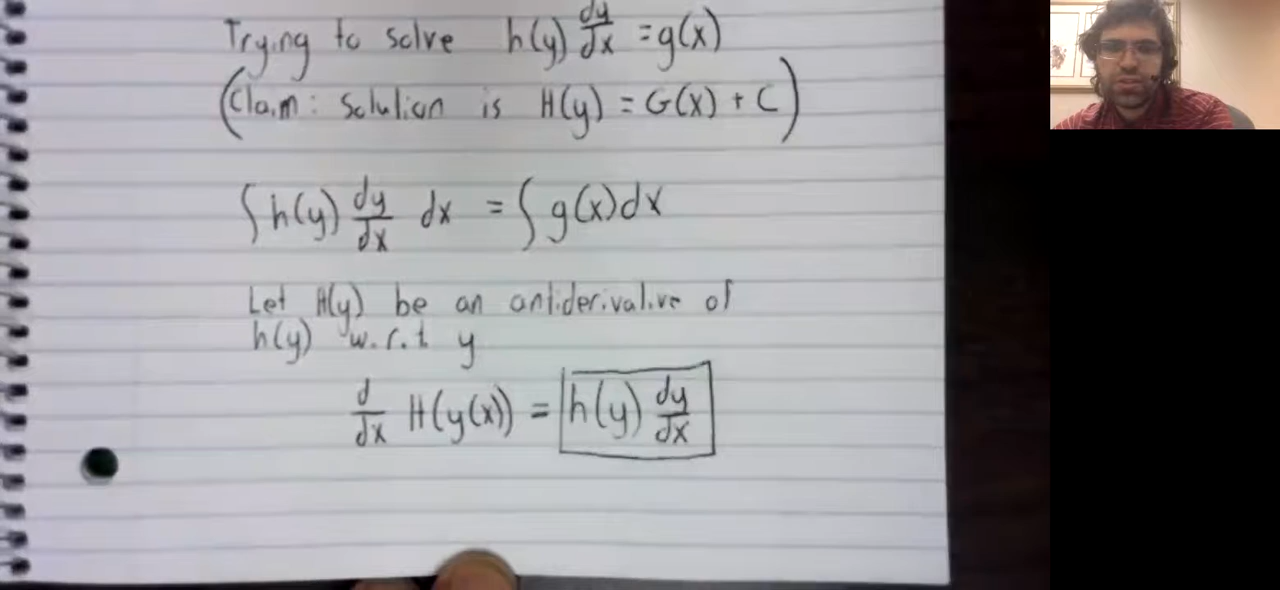 Trying to solve h(y) dy/dx = g(x)
(Claim: Solution is H(y) = G(x) + C)
∫ h(y) dy/dx dx = ∫ g(x)dx
Let H(y) be an antiderivative of
h(y) w.r.t y
d/dx H(y(x)) = h(y) dy/dx